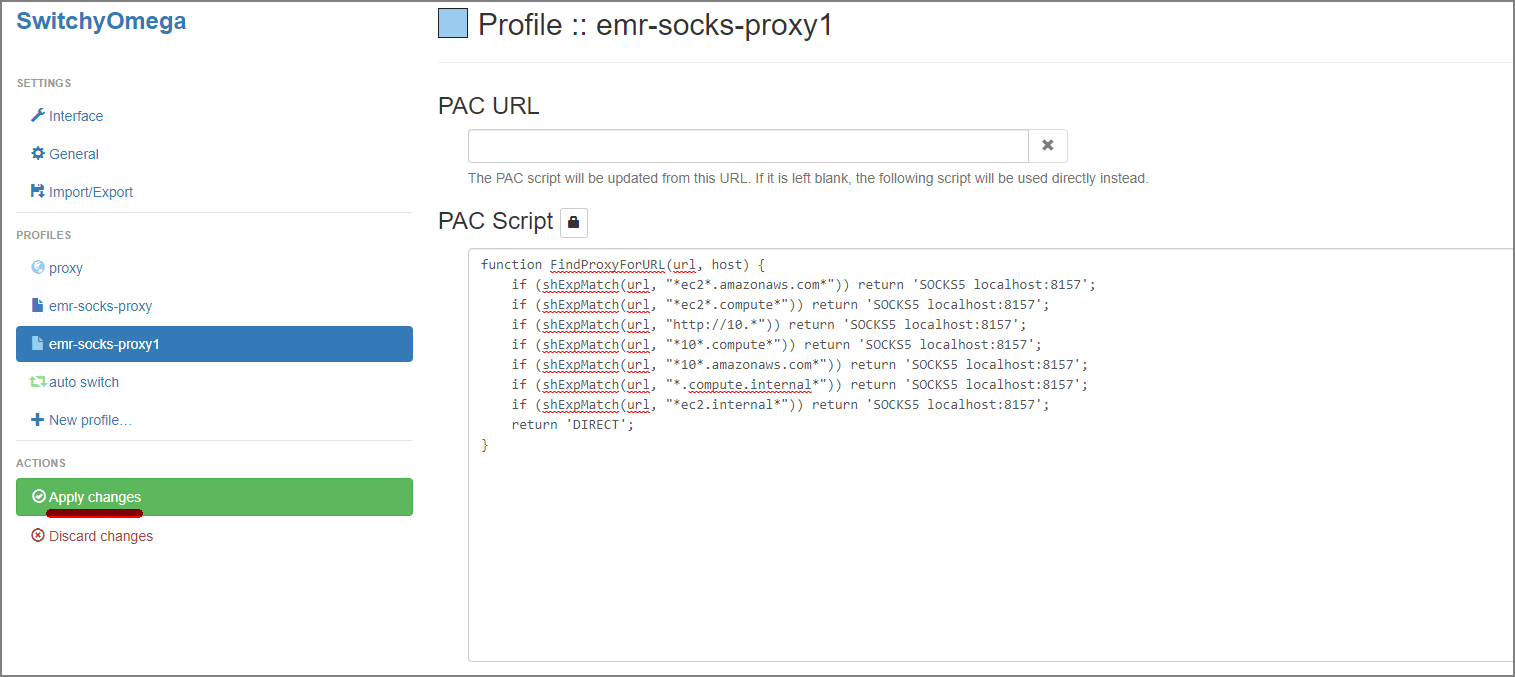 SwitchyOmega
SETTINGS
Interface
General
Import/Export
PROFILES
proxy
emr-socks-proxy
emr-socks-proxy1
auto switch
New profile…
ACTIONS
Apply changes
Discard changes
Profile :: emr-socks-proxy1
PAC URL
The PAC script will be updated from this URL. If it is left blank, the following script will be used directly instead.
PAC Script
function FindProxyForURL(url, host) {
    if (shExpMatch(url, "*ec2*.amazonaws.com*")) return 'SOCKS5 localhost:8157';
    if (shExpMatch(url, "*ec2*.compute*")) return 'SOCKS5 localhost:8157';
    if (shExpMatch(url, "http://10.*")) return 'SOCKS5 localhost:8157';
    if (shExpMatch(url, "*10*.compute*")) return 'SOCKS5 localhost:8157';
    if (shExpMatch(url, "*10*.amazonaws.com*")) return 'SOCKS5 localhost:8157';
    if (shExpMatch(url, "*.compute.internal*")) return 'SOCKS5 localhost:8157';
    if (shExpMatch(url, "*ec2.internal*")) return 'SOCKS5 localhost:8157';
    return 'DIRECT';
}